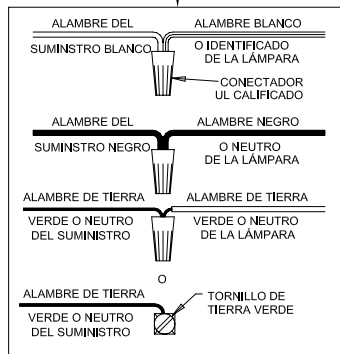 ALAMBRE DEL
SUMINSTRO BLANCO
ALAMBRE BLANCO
O IDENTIFICADO
DE LA LÁMPARA
CONECTADOR
UL CALIFICADO
ALAMBRE DEL
SUMINSTRO NEGRO
ALAMBRE NEGRO
O NEUTRO
DE LA LÁMPARA
ALAMBRE DE TIERRA
VERDE O NEUTRO
DEL SUMINISTRO
ALAMBRE DE TIERRA
VERDE O NEUTRO
DE LA LÁMPARA
O
ALAMBRE DE TIERRA
VERDE O NEUTRO
DEL SUMINISTRO
TORNILLO DE
TIERRA VERDE